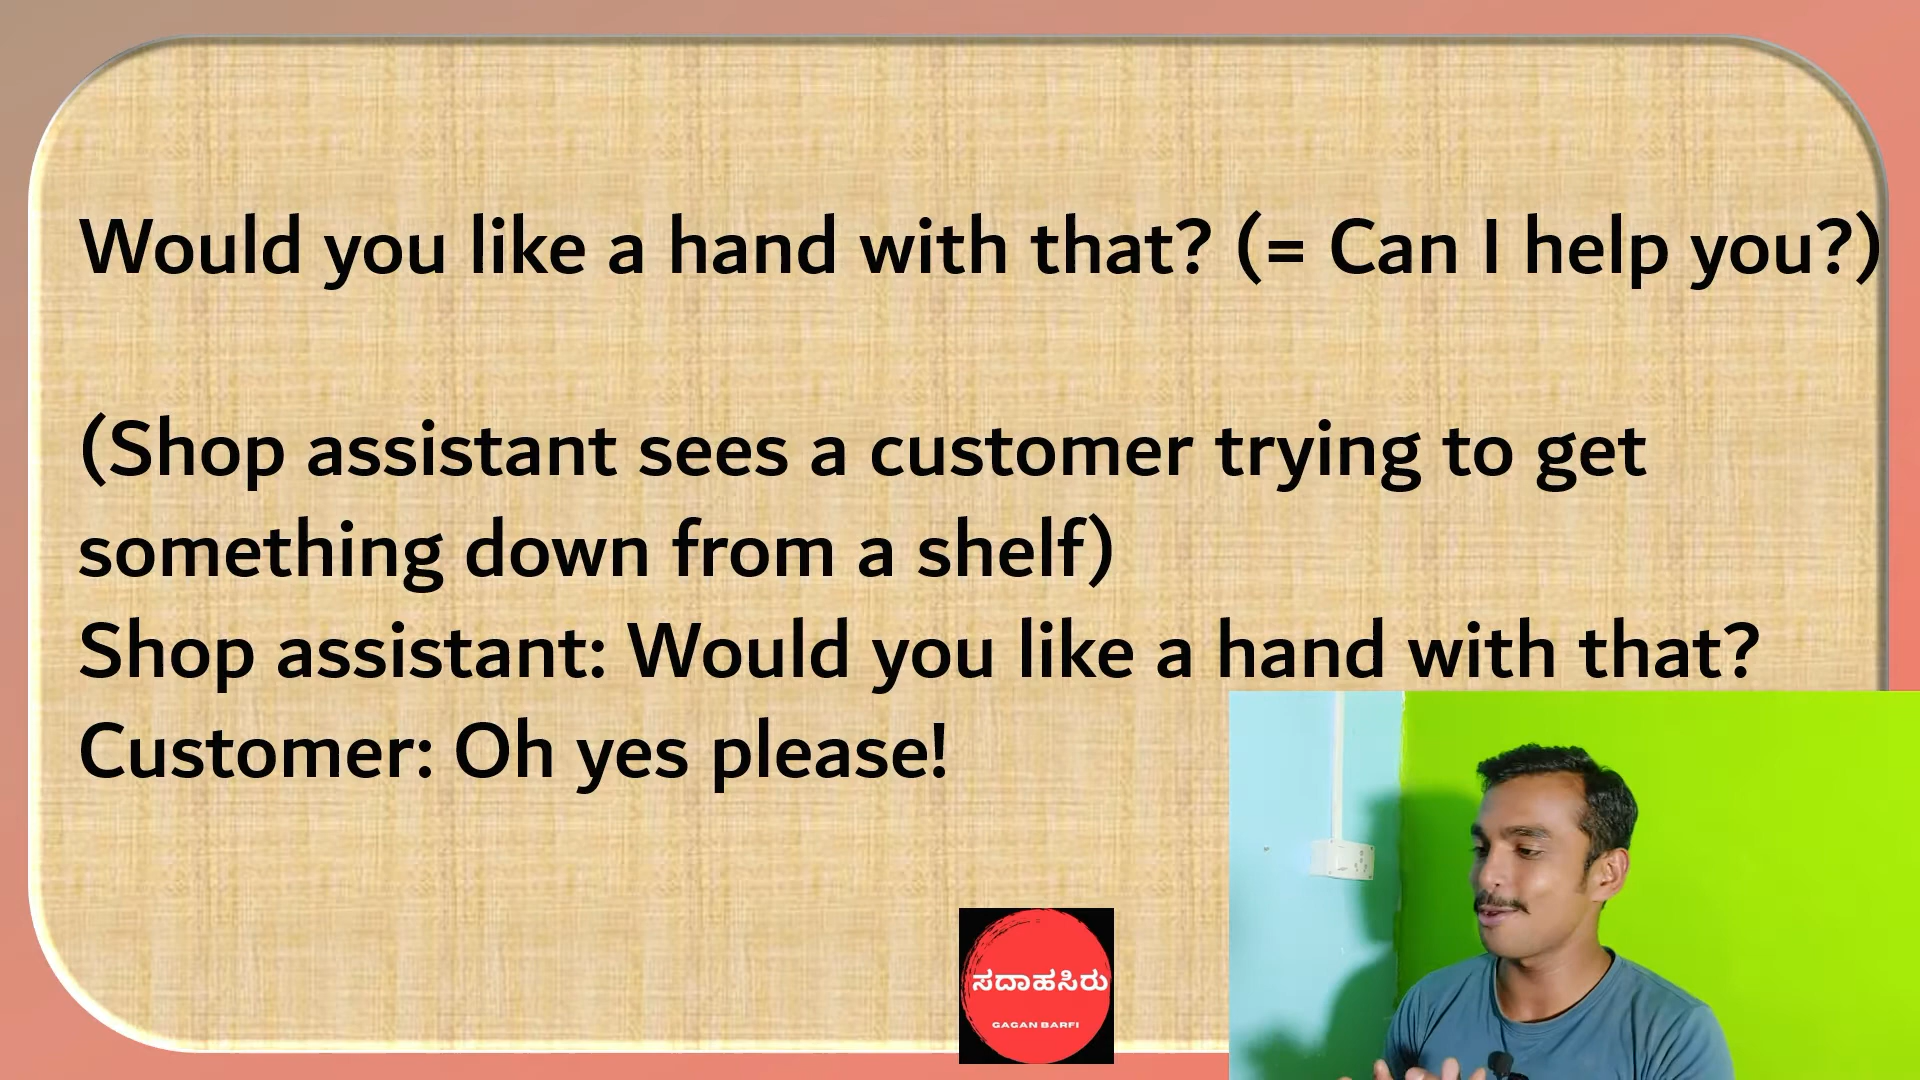 Would you like a hand with that? (= Can I help you?)
(Shop assistant sees a customer trying to get
something down from a shelf)
Shop assistant: Would you like a hand with that?
Customer: Oh yes please!
ಸದಾಹಸಿರು
GAGAN BARFI